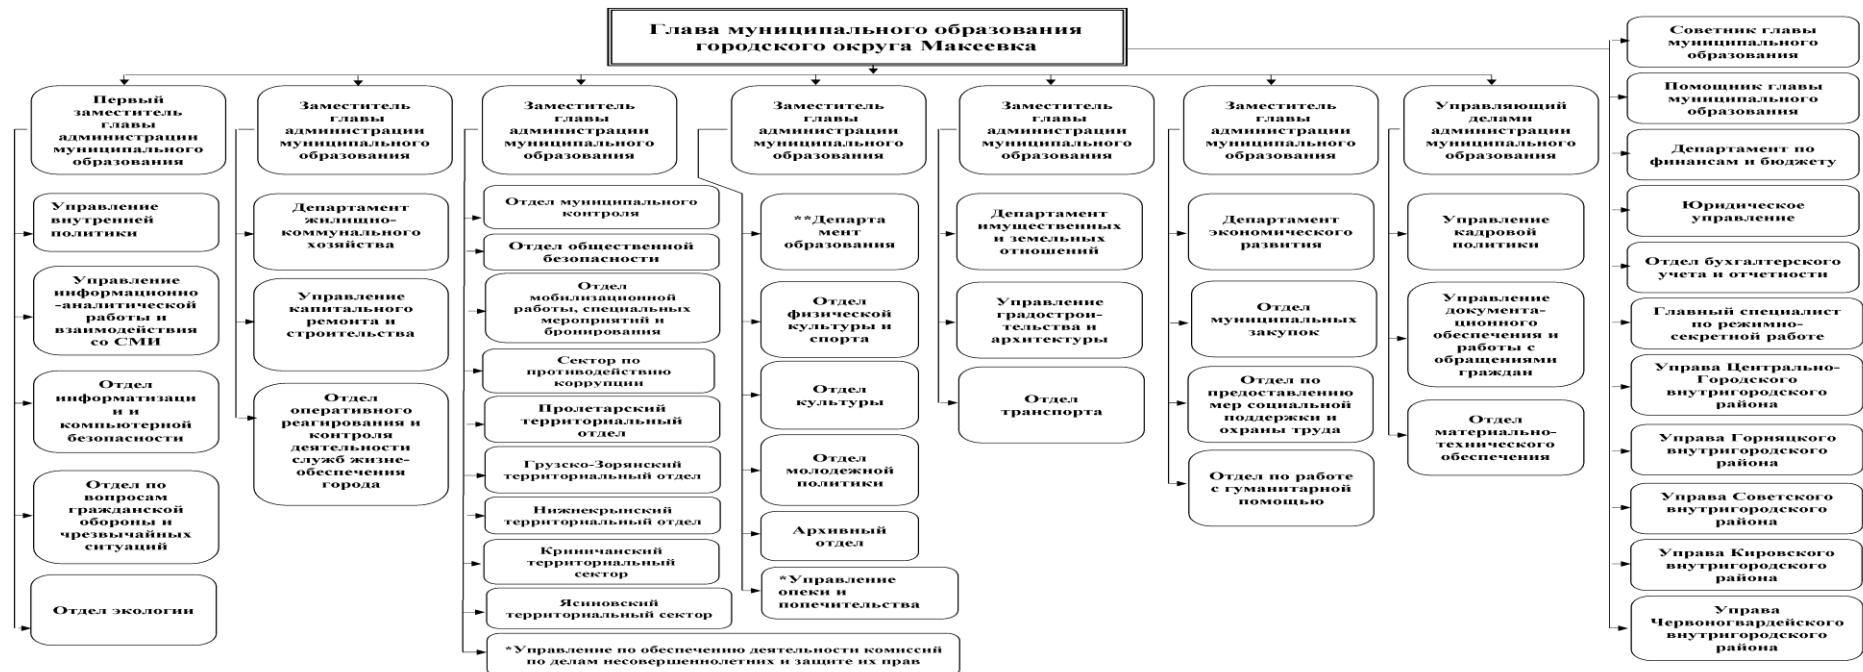 Глава муниципального образования
городского округа Макеевка
Первый
заместитель
главы
администрации
муниципального
образования
Управление
внутренней
политики
Управление
информационно
-аналитической
работы и
взаимодействия
со СМИ
Отдел
информатизаци
и и
компьютерной
безопасности
Отдел по
вопросам
гражданской
обороны и
чрезвычайных
ситуаций
Отдел экологии
Заместитель
главы
администрации
муниципального
образования
Департамент
жилищно-
коммунального
хозяйства
Управление
капитального
ремонта и
строительства
Отдел
оперативного
реагирования и
контроля
деятельности
служб жизне-
обеспечения
города
Заместитель
главы
администрации
муниципального
образования
Отдел муниципального
контроля
Отдел общественной
безопасности
Отдел
мобилизационной
работы, специальных
мероприятий и
бронирования
Сектор по
противодействию
коррупции
Пролетарский
территориальный
отдел
Грузско-Зорянский
территориальный отдел
Нижнекрынский
территориальный отдел
Криничанский
территориальный
сектор
Ясиновский
территориальный сектор
*Управление по обеспечению деятельности комиссий
по делам несовершеннолетних и защите их прав
Заместитель
главы
администрации
муниципального
образования
**Департа
мент
образования
Отдел
физической
культуры и
спорта
Отдел
культуры
Отдел
молодежной
политики
Архивный
отдел
*Управление
опеки и
попечительства
Заместитель
главы
администрации
муниципального
образования
Департамент
имущественных
и земельных
отношений
Управление
градострои-
тельства и
архитектуры
Отдел
транспорта
Заместитель
главы
администрации
муниципального
образования
Департамент
экономического
развития
Отдел
муниципальных
закупок
Отдел по
предоставлению
мер социальной
поддержки и
охраны труда
Отдел по работе
с гуманитарной
помощью
Управляющий
делами
администрации
муниципального
образования
Управление
кадровой
политики
Управление
документа-
ционного
обеспечения и
работы с
обращениями
граждан
Отдел
материально-
технического
обеспечения
Советник главы
муниципального
образования
Помощник главы
муниципального
образования
Департамент по
финансам и бюджету
Юридическое
управление
Отдел бухгалтерского
учета и отчетности
Главный специалист
по режимно-
секретной работе
Управа Центрально-
Городского
внутригородского
района
Управа Горняцкого
внутригородского
района
Управа Советского
внутригородского
района
Управа Кировского
внутригородского
района
Управа
Червоногвардейского
внутригородского
района